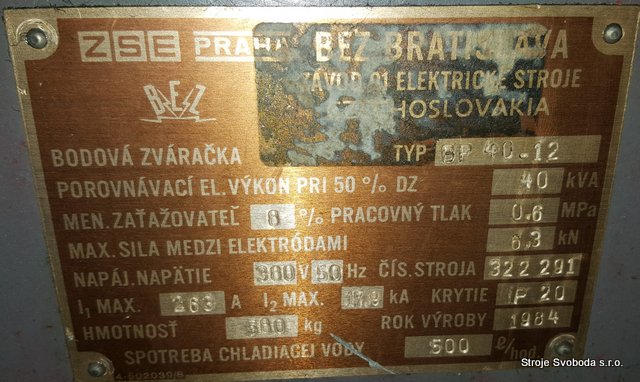 ZSE PRAHA BEZ BRATISLAVA
ZÁVOD 01 ELEKTRICKÉ STROJE
BEZ
BODOVÁ ZVÁRAČKA TYP BP 40-12
POROVNÁVACÍ EL. VÝKON PRI 50 % DZ 40 kVA
MEN. ZAŤAŽOVATEĽ 8 % PRACOVNÝ TLAK 0.6 MPa
MAX. SILA MEDZI ELEKTRÓDAMI 6,3 kN
NAPÁJ. NAPÄTIE 380 V 50 Hz ČÍS. STROJA 322 291
I₁ MAX. 263 A I₂ MAX. kA KRYTIE IP 20
HMOTNOSŤ kg ROK VÝROBY 1984
SPOTREBA CHLADIACEJ VODY 500 ℓ/hod.
Stroje Svoboda s.r.o.